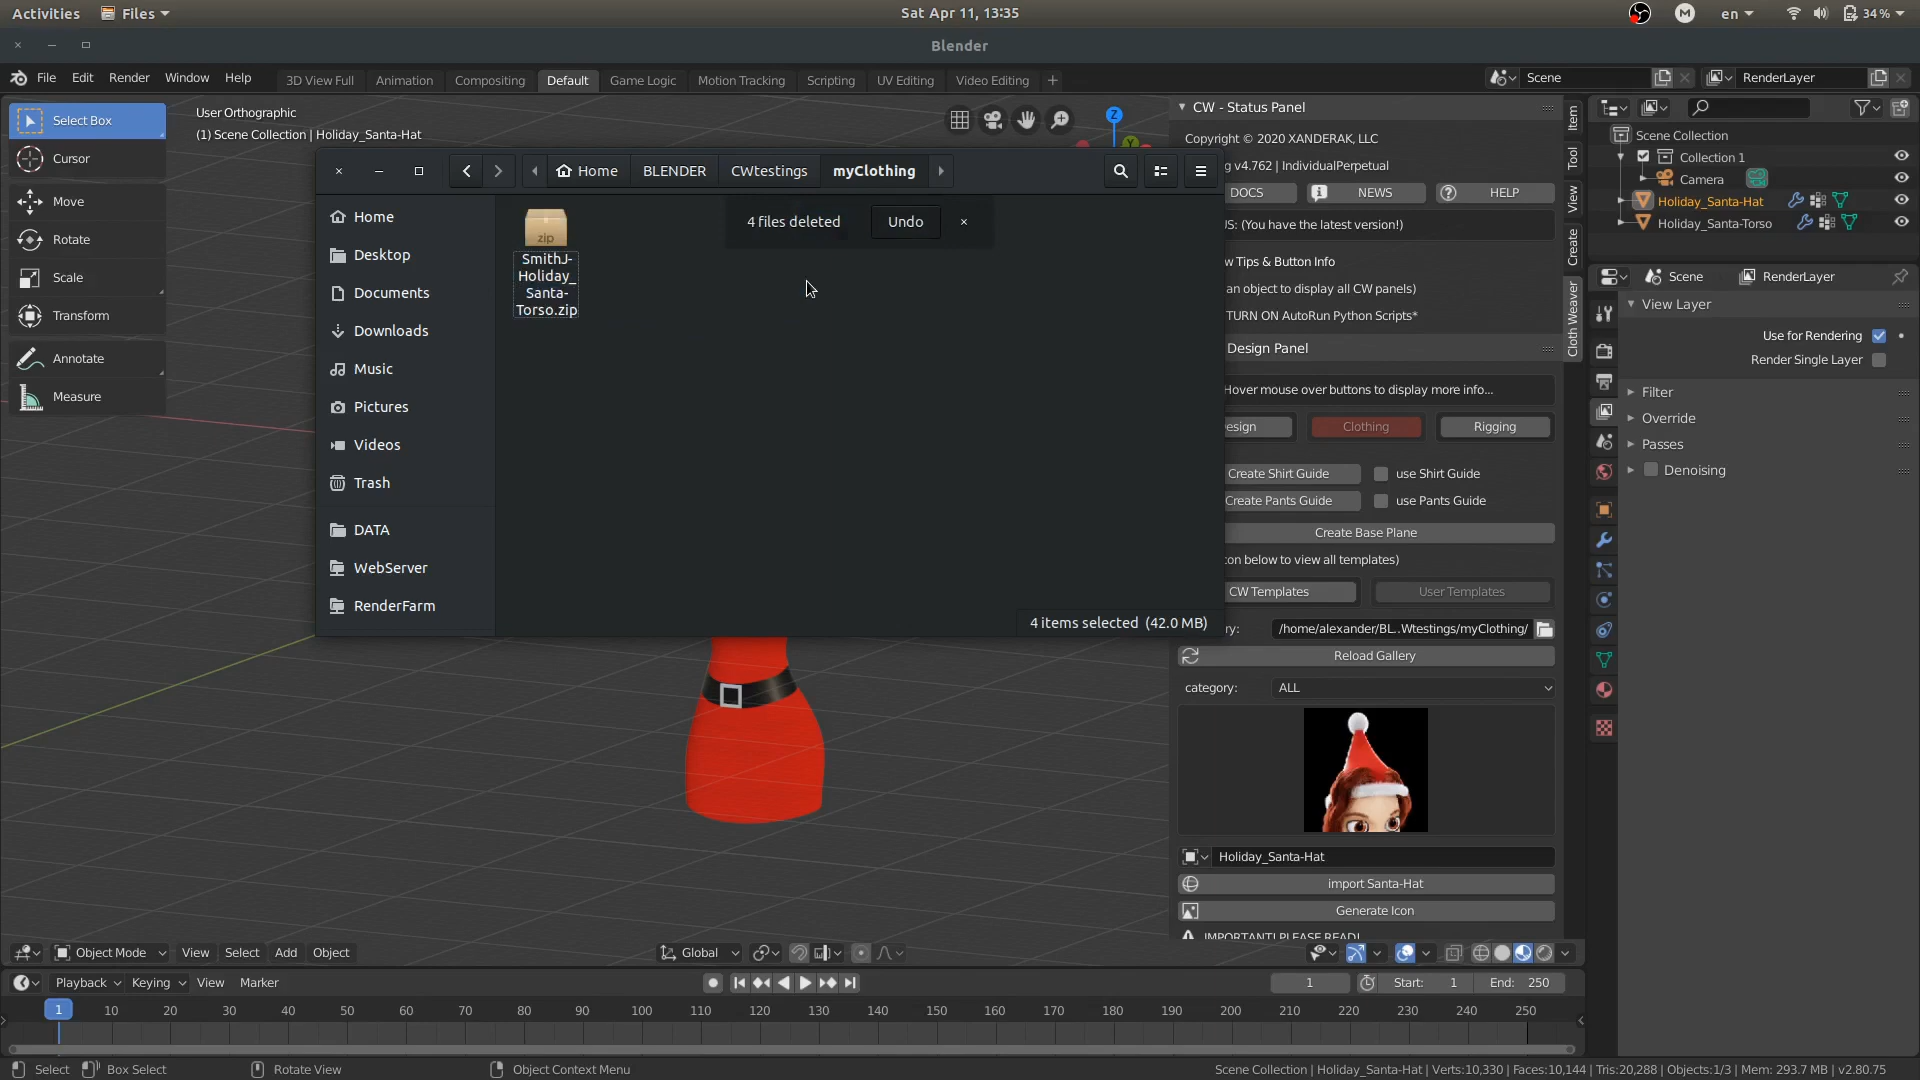 Activities Files Sat Apr 11, 13:35 M en 34%
Blender
File Edit Render Window Help 3D View Full Animation Compositing Default Game Logic Motion Tracking Scripting UV Editing Video Editing + Scene RenderLayer
Select Box
Cursor
Move
Rotate
Scale
Transform
Annotate
Measure
User Orthographic
(1) Scene Collection | Holiday_Santa-Hat
Z
Y
Home BLENDER CWtestings myClothing
Home
Desktop
Documents
Downloads
Music
Pictures
Videos
Trash
DATA
WebServer
RenderFarm
zip
SmithJ-
Holiday_
Santa-
Torso.zip
4 files deleted Undo
4 items selected (42.0 MB)
CW - Status Panel
Copyright © 2020 XANDERAK, LLC
g v4.762 | IndividualPerpetual
DOCS NEWS HELP
JS: (You have the latest version!)
w Tips & Button Info
an object to display all CW panels)
TURN ON AutoRun Python Scripts*
Design Panel
Hover mouse over buttons to display more info...
esign Clothing Rigging
Create Shirt Guide use Shirt Guide
Create Pants Guide use Pants Guide
Create Base Plane
con below to view all templates)
CW Templates User Templates
ry: /home/alexander/BL..Wtestings/myClothing/
Reload Gallery
category: ALL
Holiday_Santa-Hat
import Santa-Hat
Generate Icon
IMPORTANT! PLEASE READ!
Item
Tool
View
Create
Cloth Weaver
Scene Collection
Collection 1
Camera
Holiday_Santa-Hat
Holiday_Santa-Torso
Scene RenderLayer
View Layer
Use for Rendering
Render Single Layer
Filter
Override
Passes
Denoising
Object Mode View Select Add Object Global
Playback Keying View Marker 1 Start: 1 End: 250
1 10 20 30 40 50 60 70 80 90 100 110 120 130 140 150 160 170 180 190 200 210 220 230 240 250
Select Box Select Rotate View Object Context Menu Scene Collection | Holiday_Santa-Hat | Verts:10,330 | Faces:10,144 | Tris:20,288 | Objects:1/3 | Mem: 293.7 MB | v2.80.75